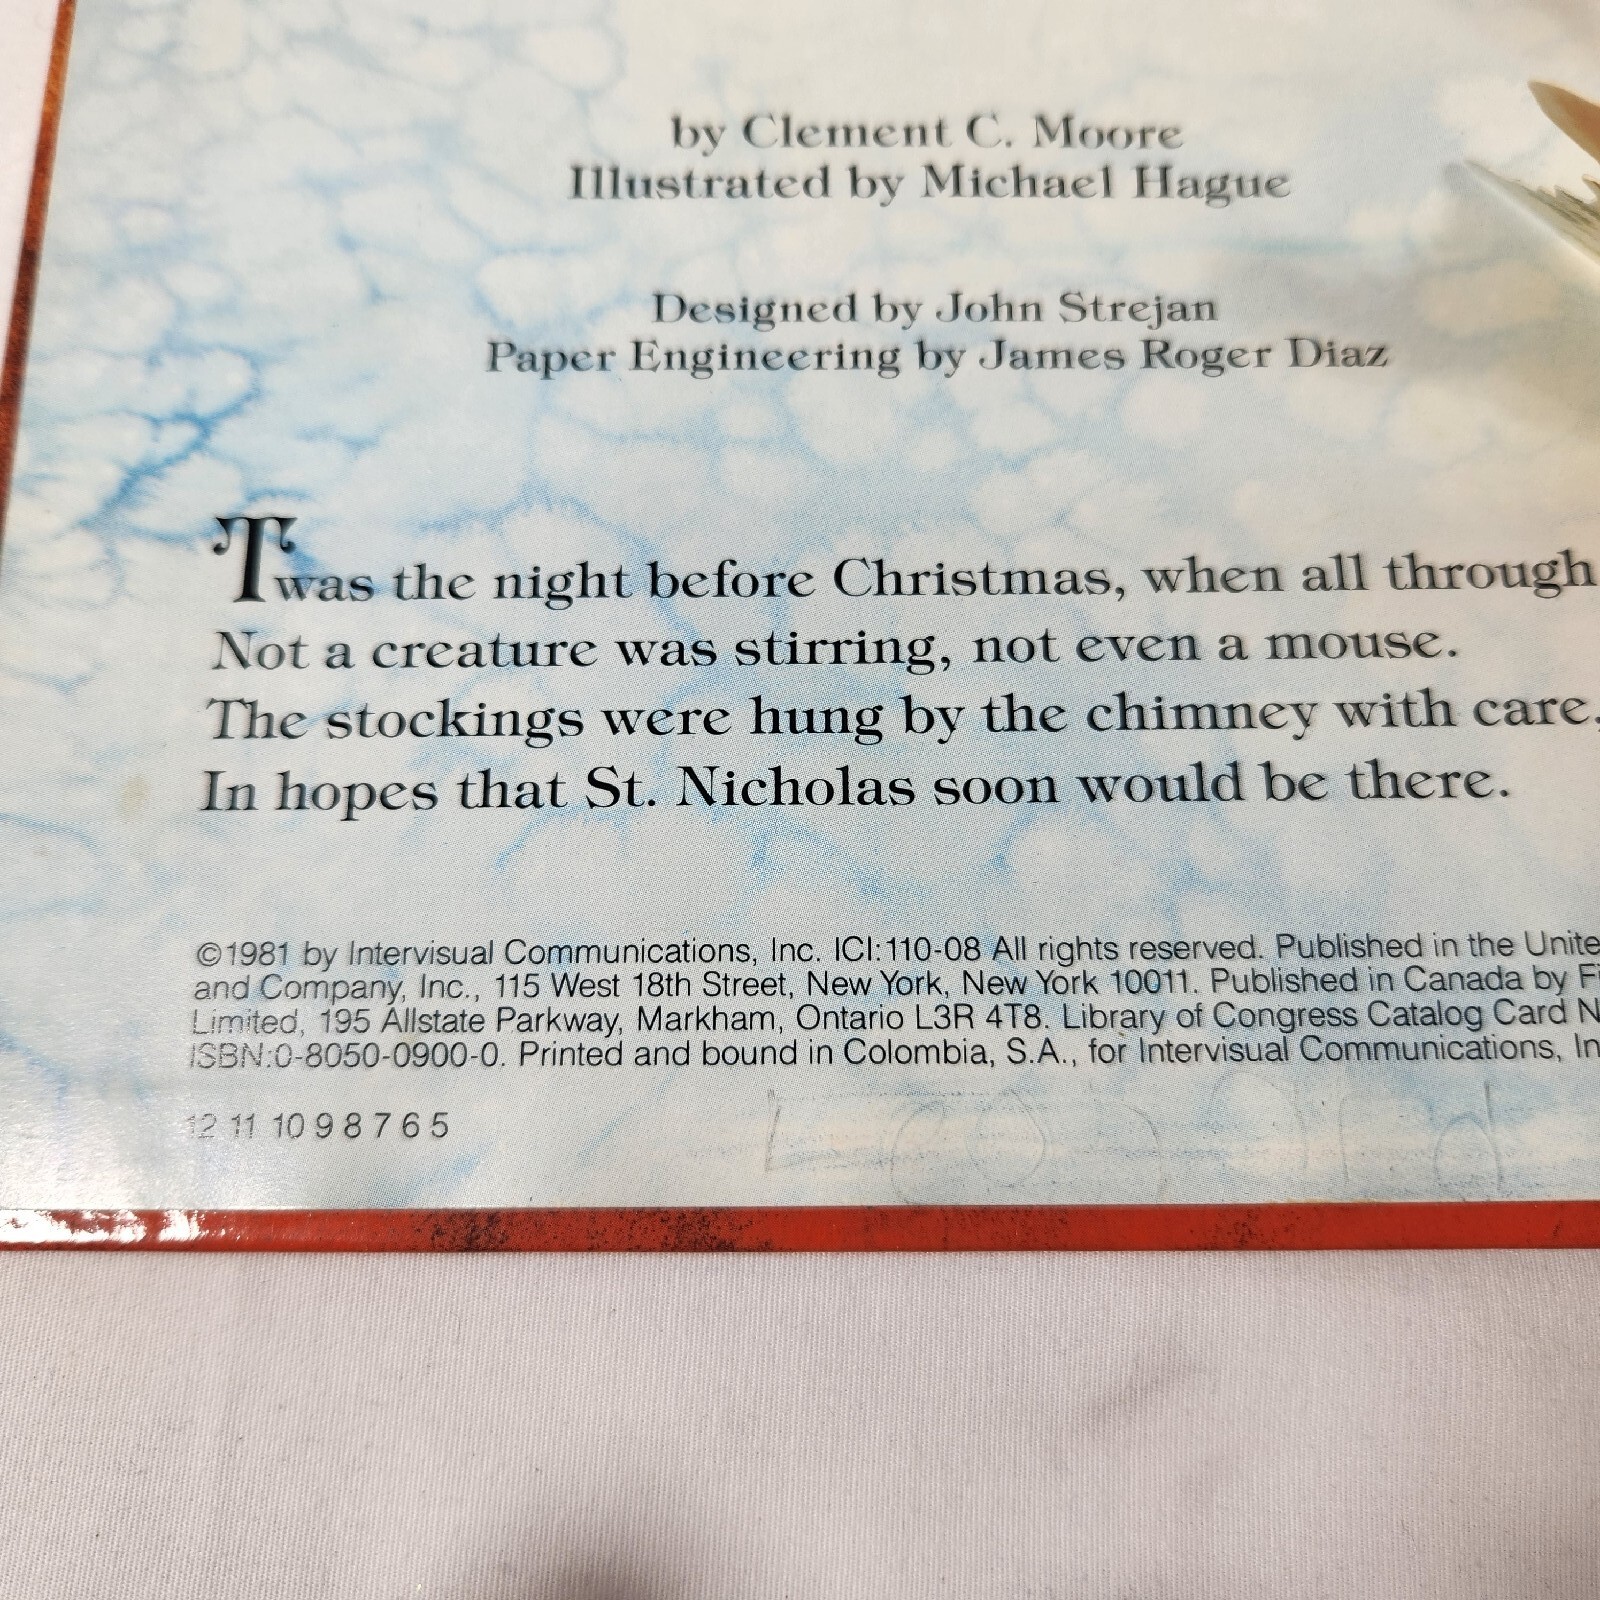 by Clement C. Moore
Illustrated by Michael Hague
Designed by John Strejan
Paper Engineering by James Roger Diaz
Twas the night before Christmas, when all through
Not a creature was stirring, not even a mouse.
The stockings were hung by the chimney with care,
In hopes that St. Nicholas soon would be there.
©1981 by Intervisual Communications, Inc. ICI:110-08 All rights reserved. Published in the Unite
and Company, Inc., 115 West 18th Street, New York, New York 10011. Published in Canada by Fi
Limited, 195 Allstate Parkway, Markham, Ontario L3R 4T8. Library of Congress Catalog Card N
ISBN:0-8050-0900-0. Printed and bound in Colombia, S.A., for Intervisual Communications, In
12 11 10 9 8 7 6 5